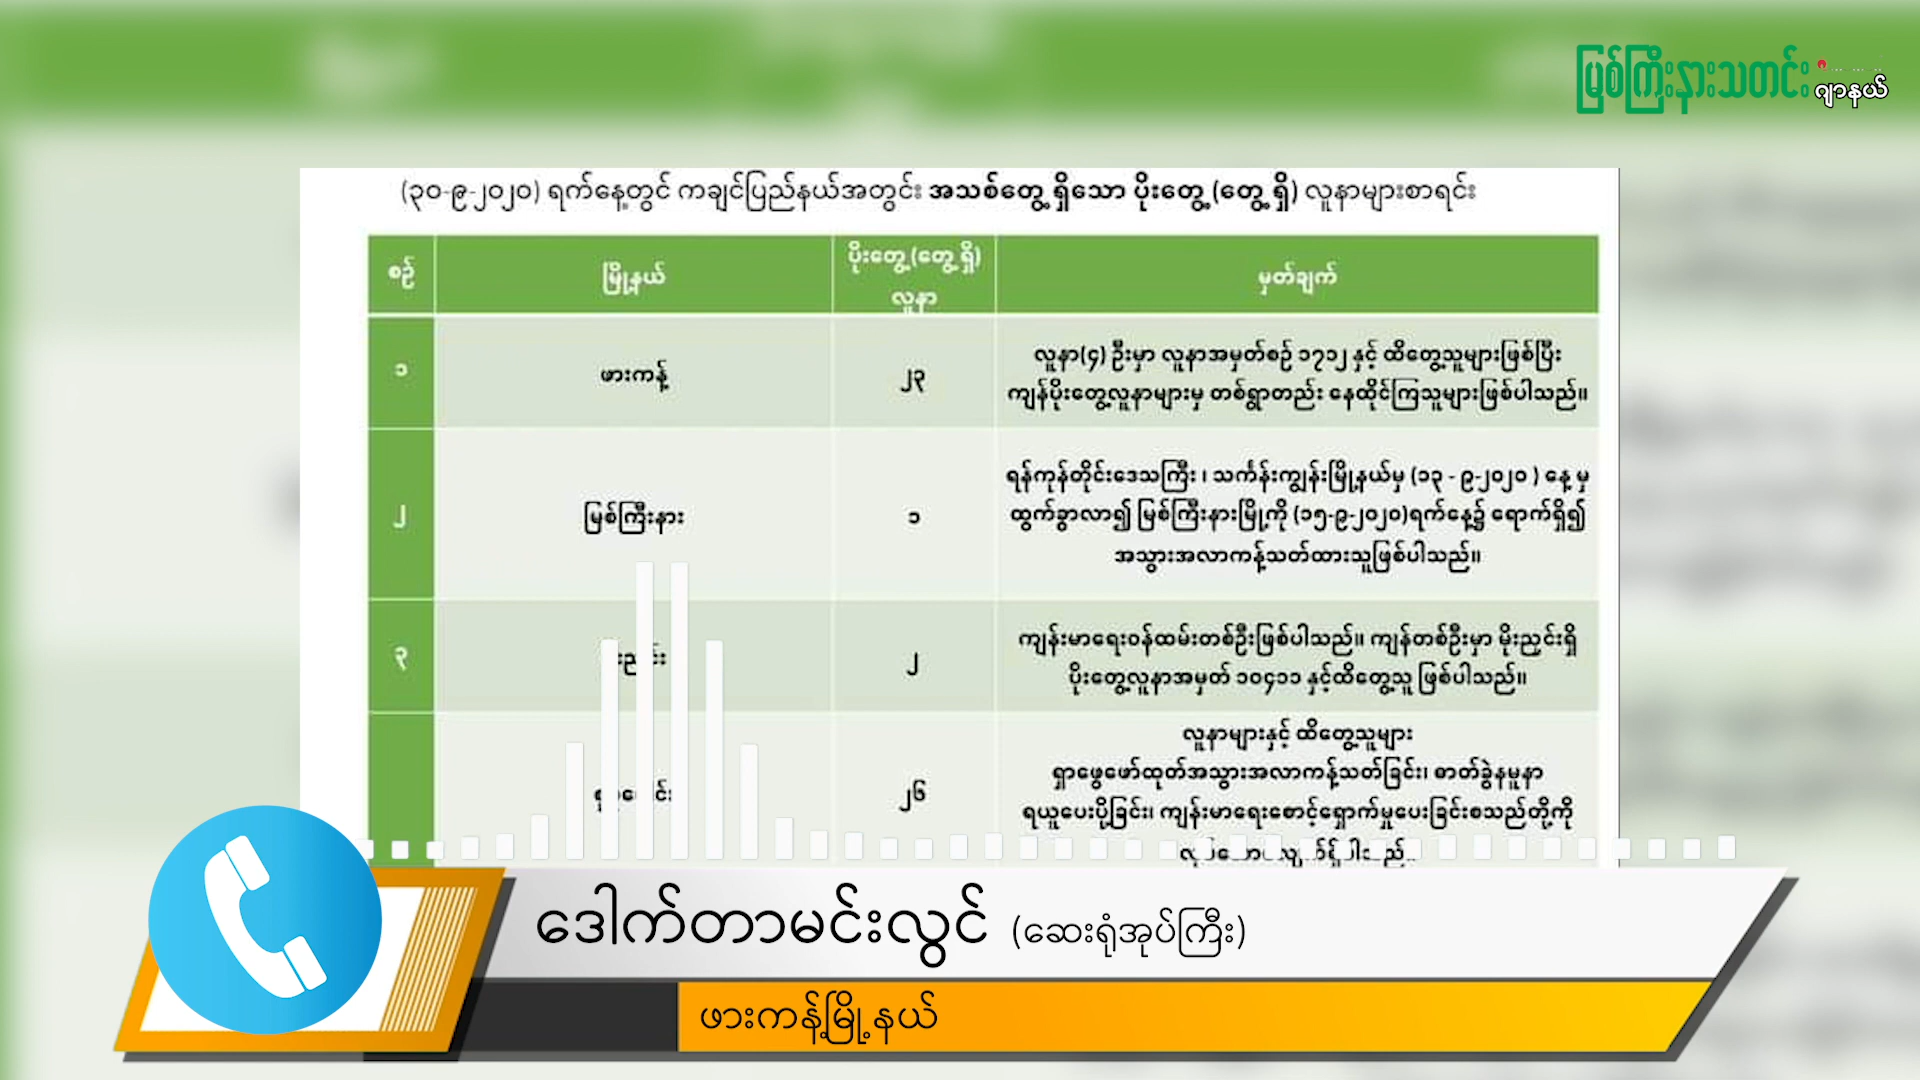 မြစ်ကြီးနားသတင်း
ဂျာနယ်
(၃၀-၉-၂၀၂၀) ရက်နေ့တွင် ကချင်ပြည်နယ်အတွင်း အသစ်တွေ့ရှိသော ပိုးတွေ့(တွေ့ရှိ) လူနာများစာရင်း
စဉ်
မြို့နယ်
ပိုးတွေ့(တွေ့ရှိ)
လူနာ
မှတ်ချက်
၁
ဖားကန့်
၂၃
လူနာ(၄) ဦးမှာ လူနာအမှတ်စဉ် ၁၇၁၂ နှင့် ထိတွေ့သူများဖြစ်ပြီး
ကျန်ပိုးတွေ့လူနာများမှ တစ်ရွာတည်း နေထိုင်ကြသူများဖြစ်ပါသည်။
၂
မြစ်ကြီးနား
၁
ရန်ကုန်တိုင်းဒေသကြီး ၊ သင်္ကန်းကျွန်းမြို့နယ်မှ (၁၃ - ၉-၂၀၂၀ ) နေ့ မှ
ထွက်ခွာလာ၍ မြစ်ကြီးနားမြို့ကို (၁၅-၉-၂၀၂၀)ရက်နေ့၌ ရောက်ရှိ၍
အသွားအလာကန့်သတ်ထားသူဖြစ်ပါသည်။
၃
၂
ကျန်းမာရေးဝန်ထမ်းတစ်ဦးဖြစ်ပါသည်။ ကျန်တစ်ဦးမှာ မိုးညှင်းရှိ
ပိုးတွေ့လူနာအမှတ် ၁၀၄၁၁ နှင့်ထိတွေ့သူ ဖြစ်ပါသည်။
၂၆
လူနာများနှင့် ထိတွေ့သူများ
ရှာဖွေဖော်ထုတ်အသွားအလာကန့်သတ်ခြင်း၊ ဓာတ်ခွဲနမူနာ
ရယူပေးပို့ခြင်း၊ ကျန်းမာရေးစောင့်ရှောက်မှုပေးခြင်းစသည်တို့ကို
ဒေါက်တာမင်းလွင် (ဆေးရုံအုပ်ကြီး)
ဖားကန့်မြို့နယ်